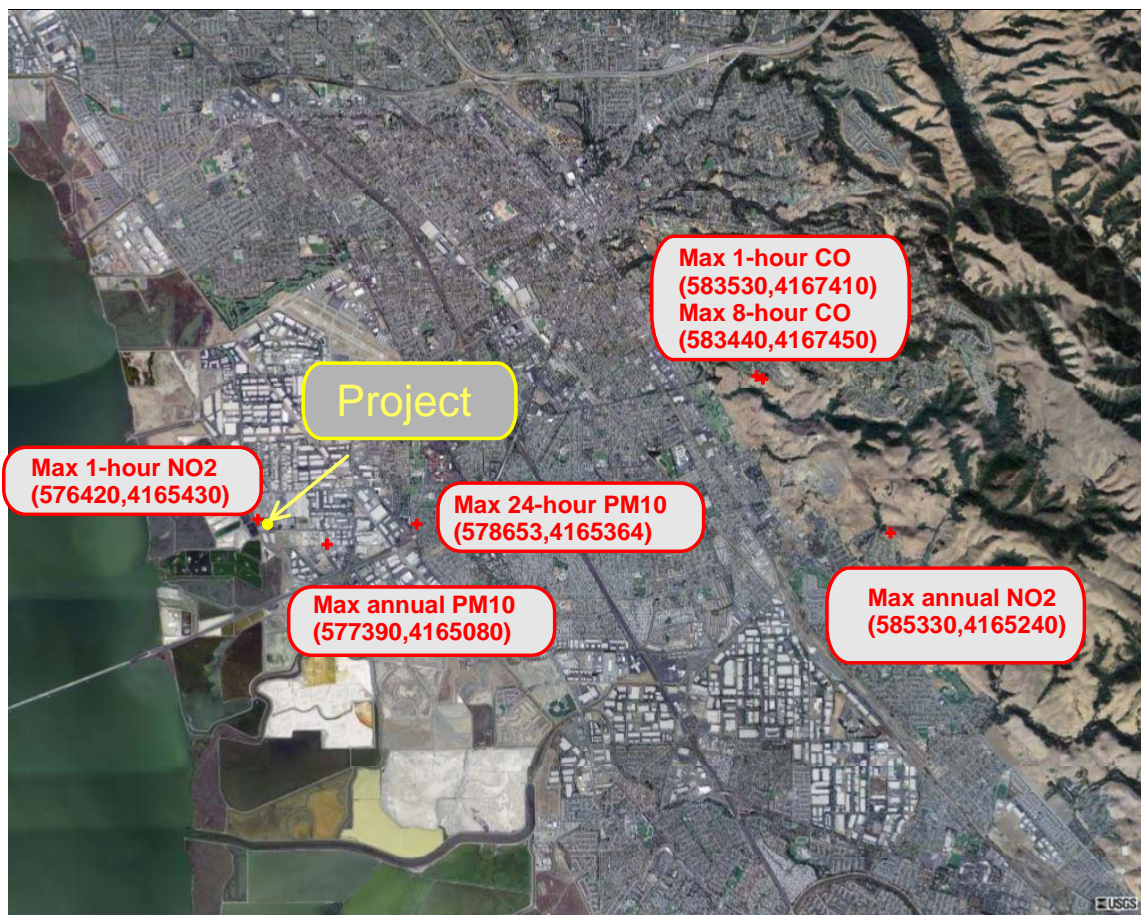 Max 1-hour CO
(583530,4167410)
Max 8-hour CO
(583440,4167450)
Project
Max 1-hour NO2
(576420,4165430)
Max 24-hour PM10
(578653,4165364)
Max annual PM10
(577390,4165080)
Max annual NO2
(585330,4165240)
USGS